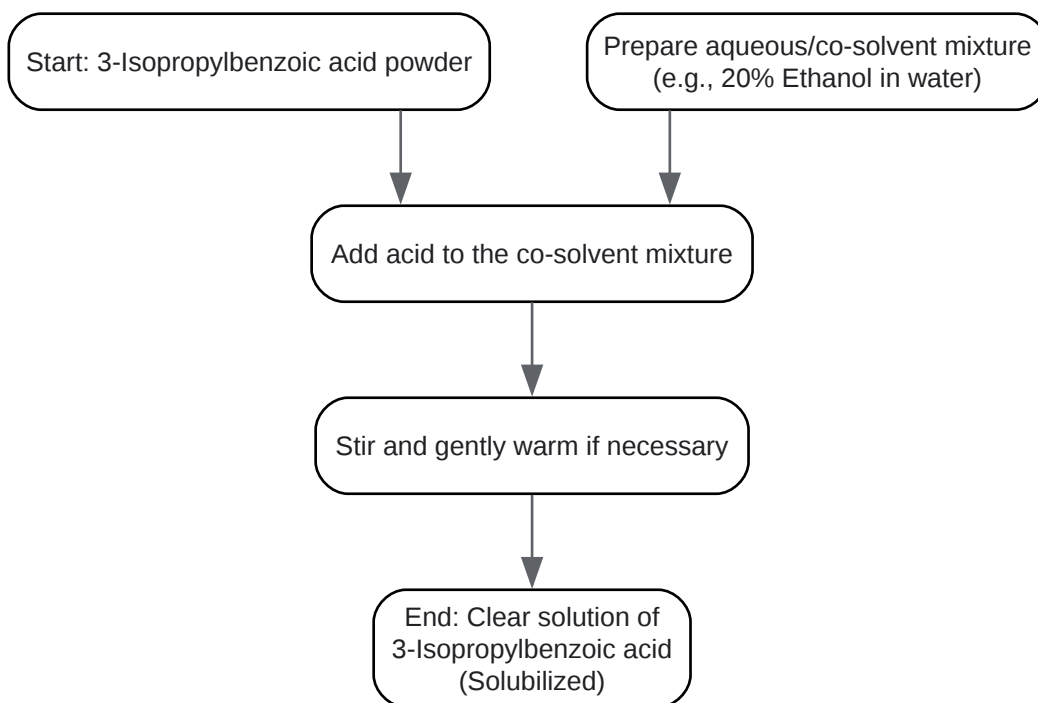 Start: 3-Isopropylbenzoic acid powder
Prepare aqueous/co-solvent mixture
(e.g., 20% Ethanol in water)
Add acid to the co-solvent mixture
Stir and gently warm if necessary
End: Clear solution of
3-Isopropylbenzoic acid
(Solubilized)